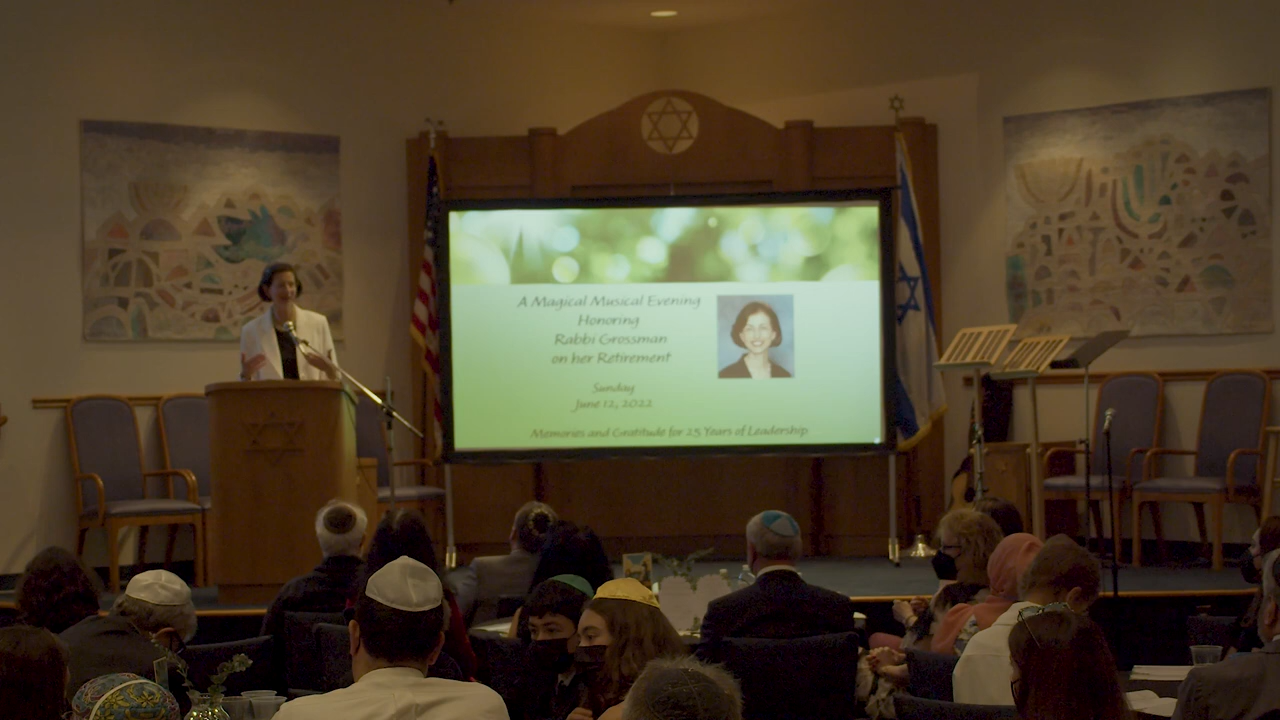 A Magical Musical Evening
Honoring
Rabbi Grossman
on her Retirement
Sunday
June 12, 2022
Memories and Gratitude for 25 Years of Leadership